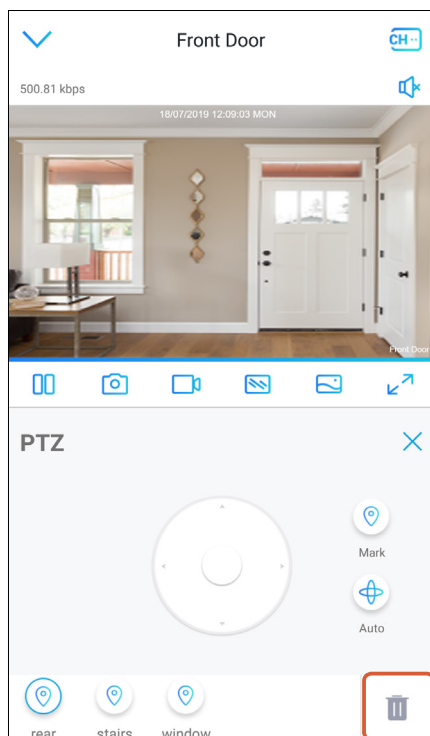 Front Door
CH
500.81 kbps
18/07/2019 12:09:03 MON
Front Door
PTZ
Mark
Auto
rear stairs window